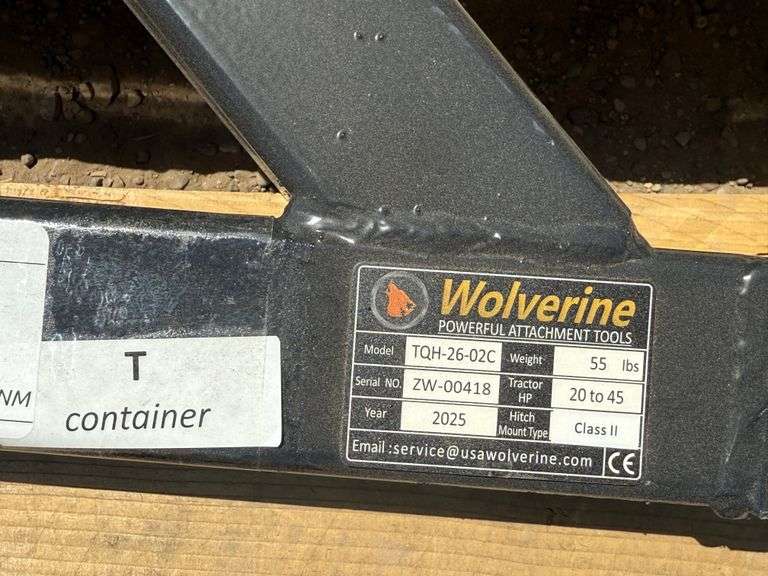 NM
T
container
Wolverine
POWERFUL ATTACHMENT TOOLS
Model TQH-26-02C Weight 55 lbs
Serial NO. ZW-00418 Tractor HP 20 to 45
Year 2025 Hitch Mount Type Class II
Email :service@usawolverine.com CE